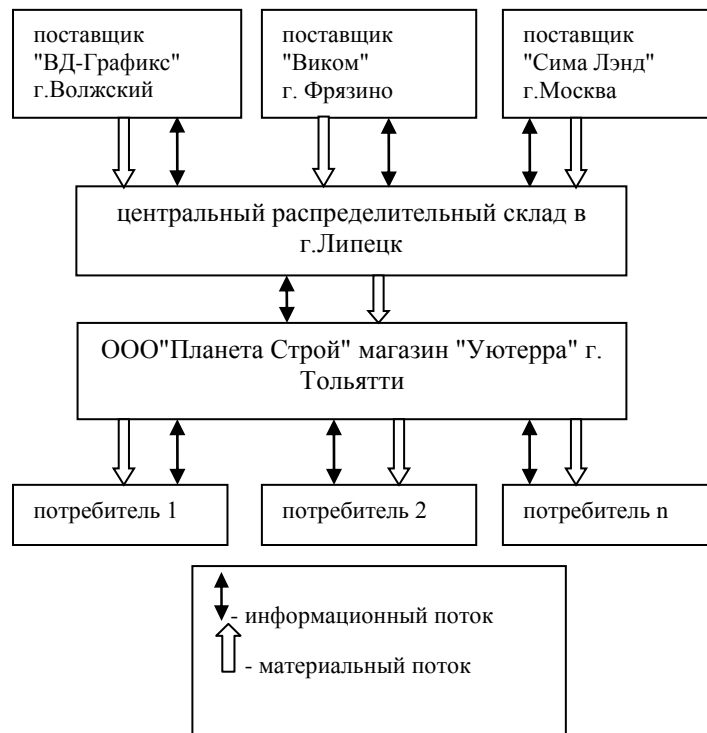 поставщик
"ВД-Графикс"
г.Волжский
поставщик
"Виком"
г. Фрязино
поставщик
"Сима Лэнд"
г.Москва
центральный распределительный склад в
г.Липецк
ООО"Планета Строй" магазин "Уютерра" г.
Тольятти
потребитель 1
потребитель 2
потребитель n
- информационный поток
- материальный поток